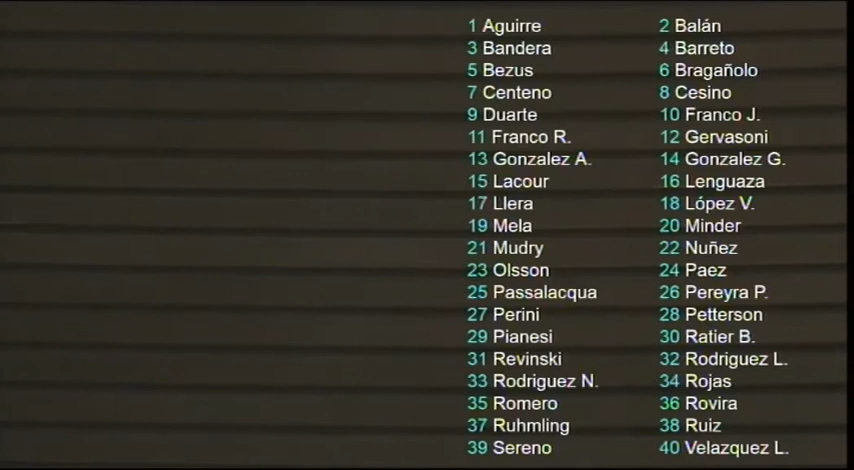 1 Aguirre 2 Balán
3 Bandera 4 Barreto
5 Bezus 6 Bragañolo
7 Centeno 8 Cesino
9 Duarte 10 Franco J.
11 Franco R. 12 Gervasoni
13 Gonzalez A. 14 Gonzalez G.
15 Lacour 16 Lenguaza
17 Llera 18 López V.
19 Mela 20 Minder
21 Mudry 22 Nuñez
23 Olsson 24 Paez
25 Passalacqua 26 Pereyra P.
27 Perini 28 Petterson
29 Pianesi 30 Ratier B.
31 Revinski 32 Rodriguez L.
33 Rodriguez N. 34 Rojas
35 Romero 36 Rovira
37 Ruhmling 38 Ruiz
39 Sereno 40 Velazquez L.